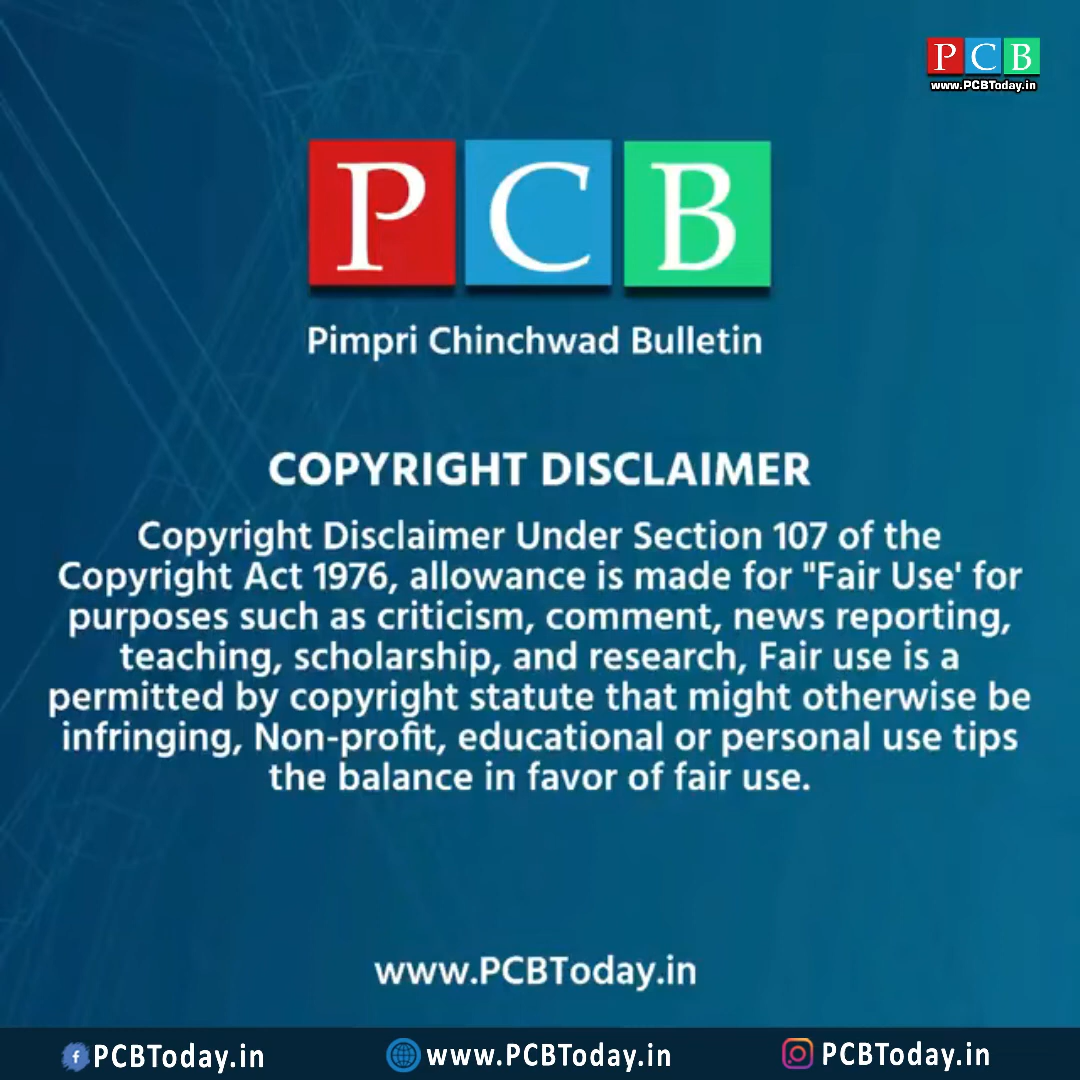 P C B
www.PCBToday.in
P C B
Pimpri Chinchwad Bulletin
COPYRIGHT DISCLAIMER
Copyright Disclaimer Under Section 107 of the
Copyright Act 1976, allowance is made for "Fair Use' for
purposes such as criticism, comment, news reporting,
teaching, scholarship, and research, Fair use is a
permitted by copyright statute that might otherwise be
infringing, Non-profit, educational or personal use tips
the balance in favor of fair use.
www.PCBToday.in
PCBToday.in www.PCBToday.in PCBToday.in